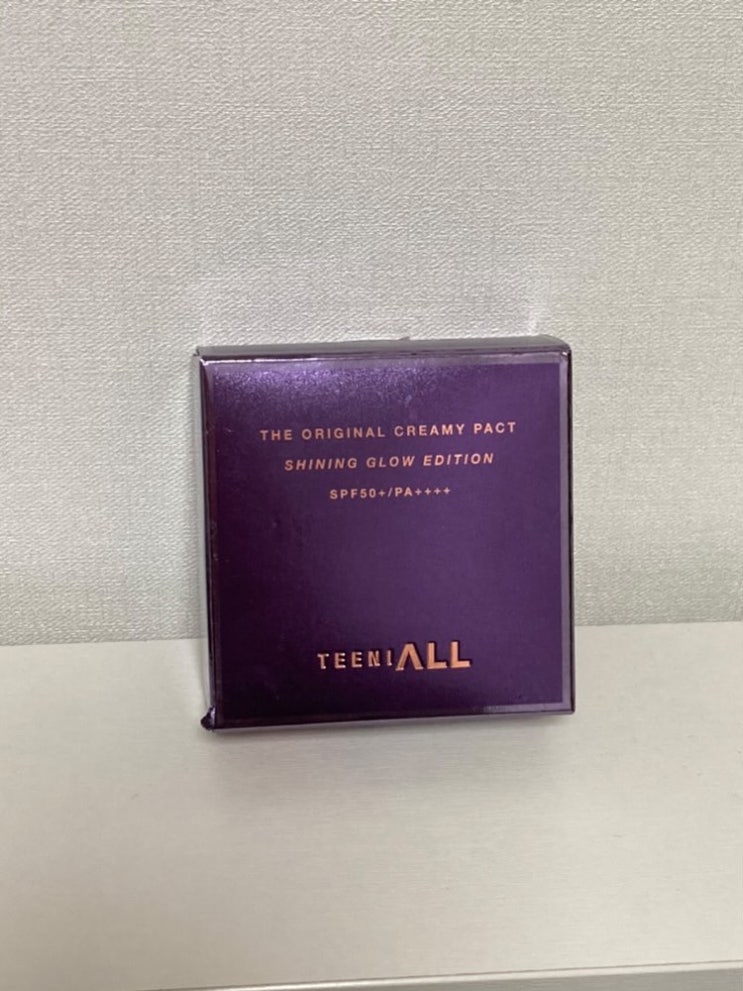 THE ORIGINAL CREAMY PACT
SHINING GLOW EDITION
SPF50+/PA++++
TEENIALL